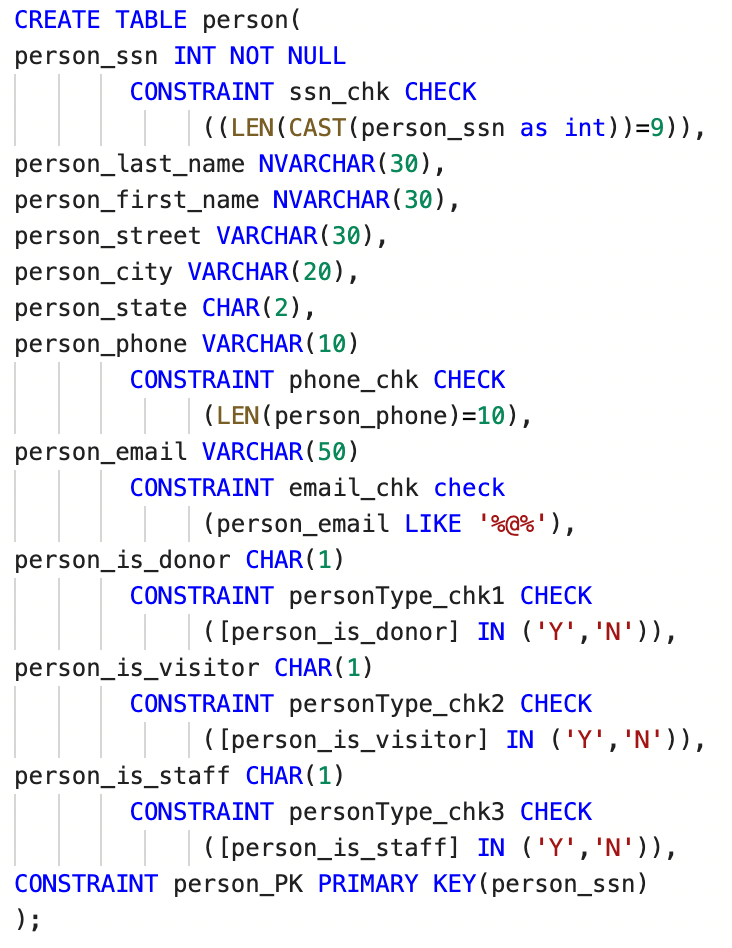 CREATE TABLE person(
person_ssn INT NOT NULL
CONSTRAINT ssn_chk CHECK
((LEN(CAST(person_ssn as int))=9)),
person_last_name NVARCHAR(30),
person_first_name NVARCHAR(30),
person_street VARCHAR(30),
person_city VARCHAR(20),
person_state CHAR(2),
person_phone VARCHAR(10)
CONSTRAINT phone_chk CHECK
(LEN(person_phone)=10),
person_email VARCHAR(50)
CONSTRAINT email_chk check
(person_email LIKE '%@%'),
person_is_donor CHAR(1)
CONSTRAINT personType_chk1 CHECK
([person_is_donor] IN ('Y','N')),
person_is_visitor CHAR(1)
CONSTRAINT personType_chk2 CHECK
([person_is_visitor] IN ('Y','N')),
person_is_staff CHAR(1)
CONSTRAINT personType_chk3 CHECK
([person_is_staff] IN ('Y','N')),
CONSTRAINT person_PK PRIMARY KEY(person_ssn)
);